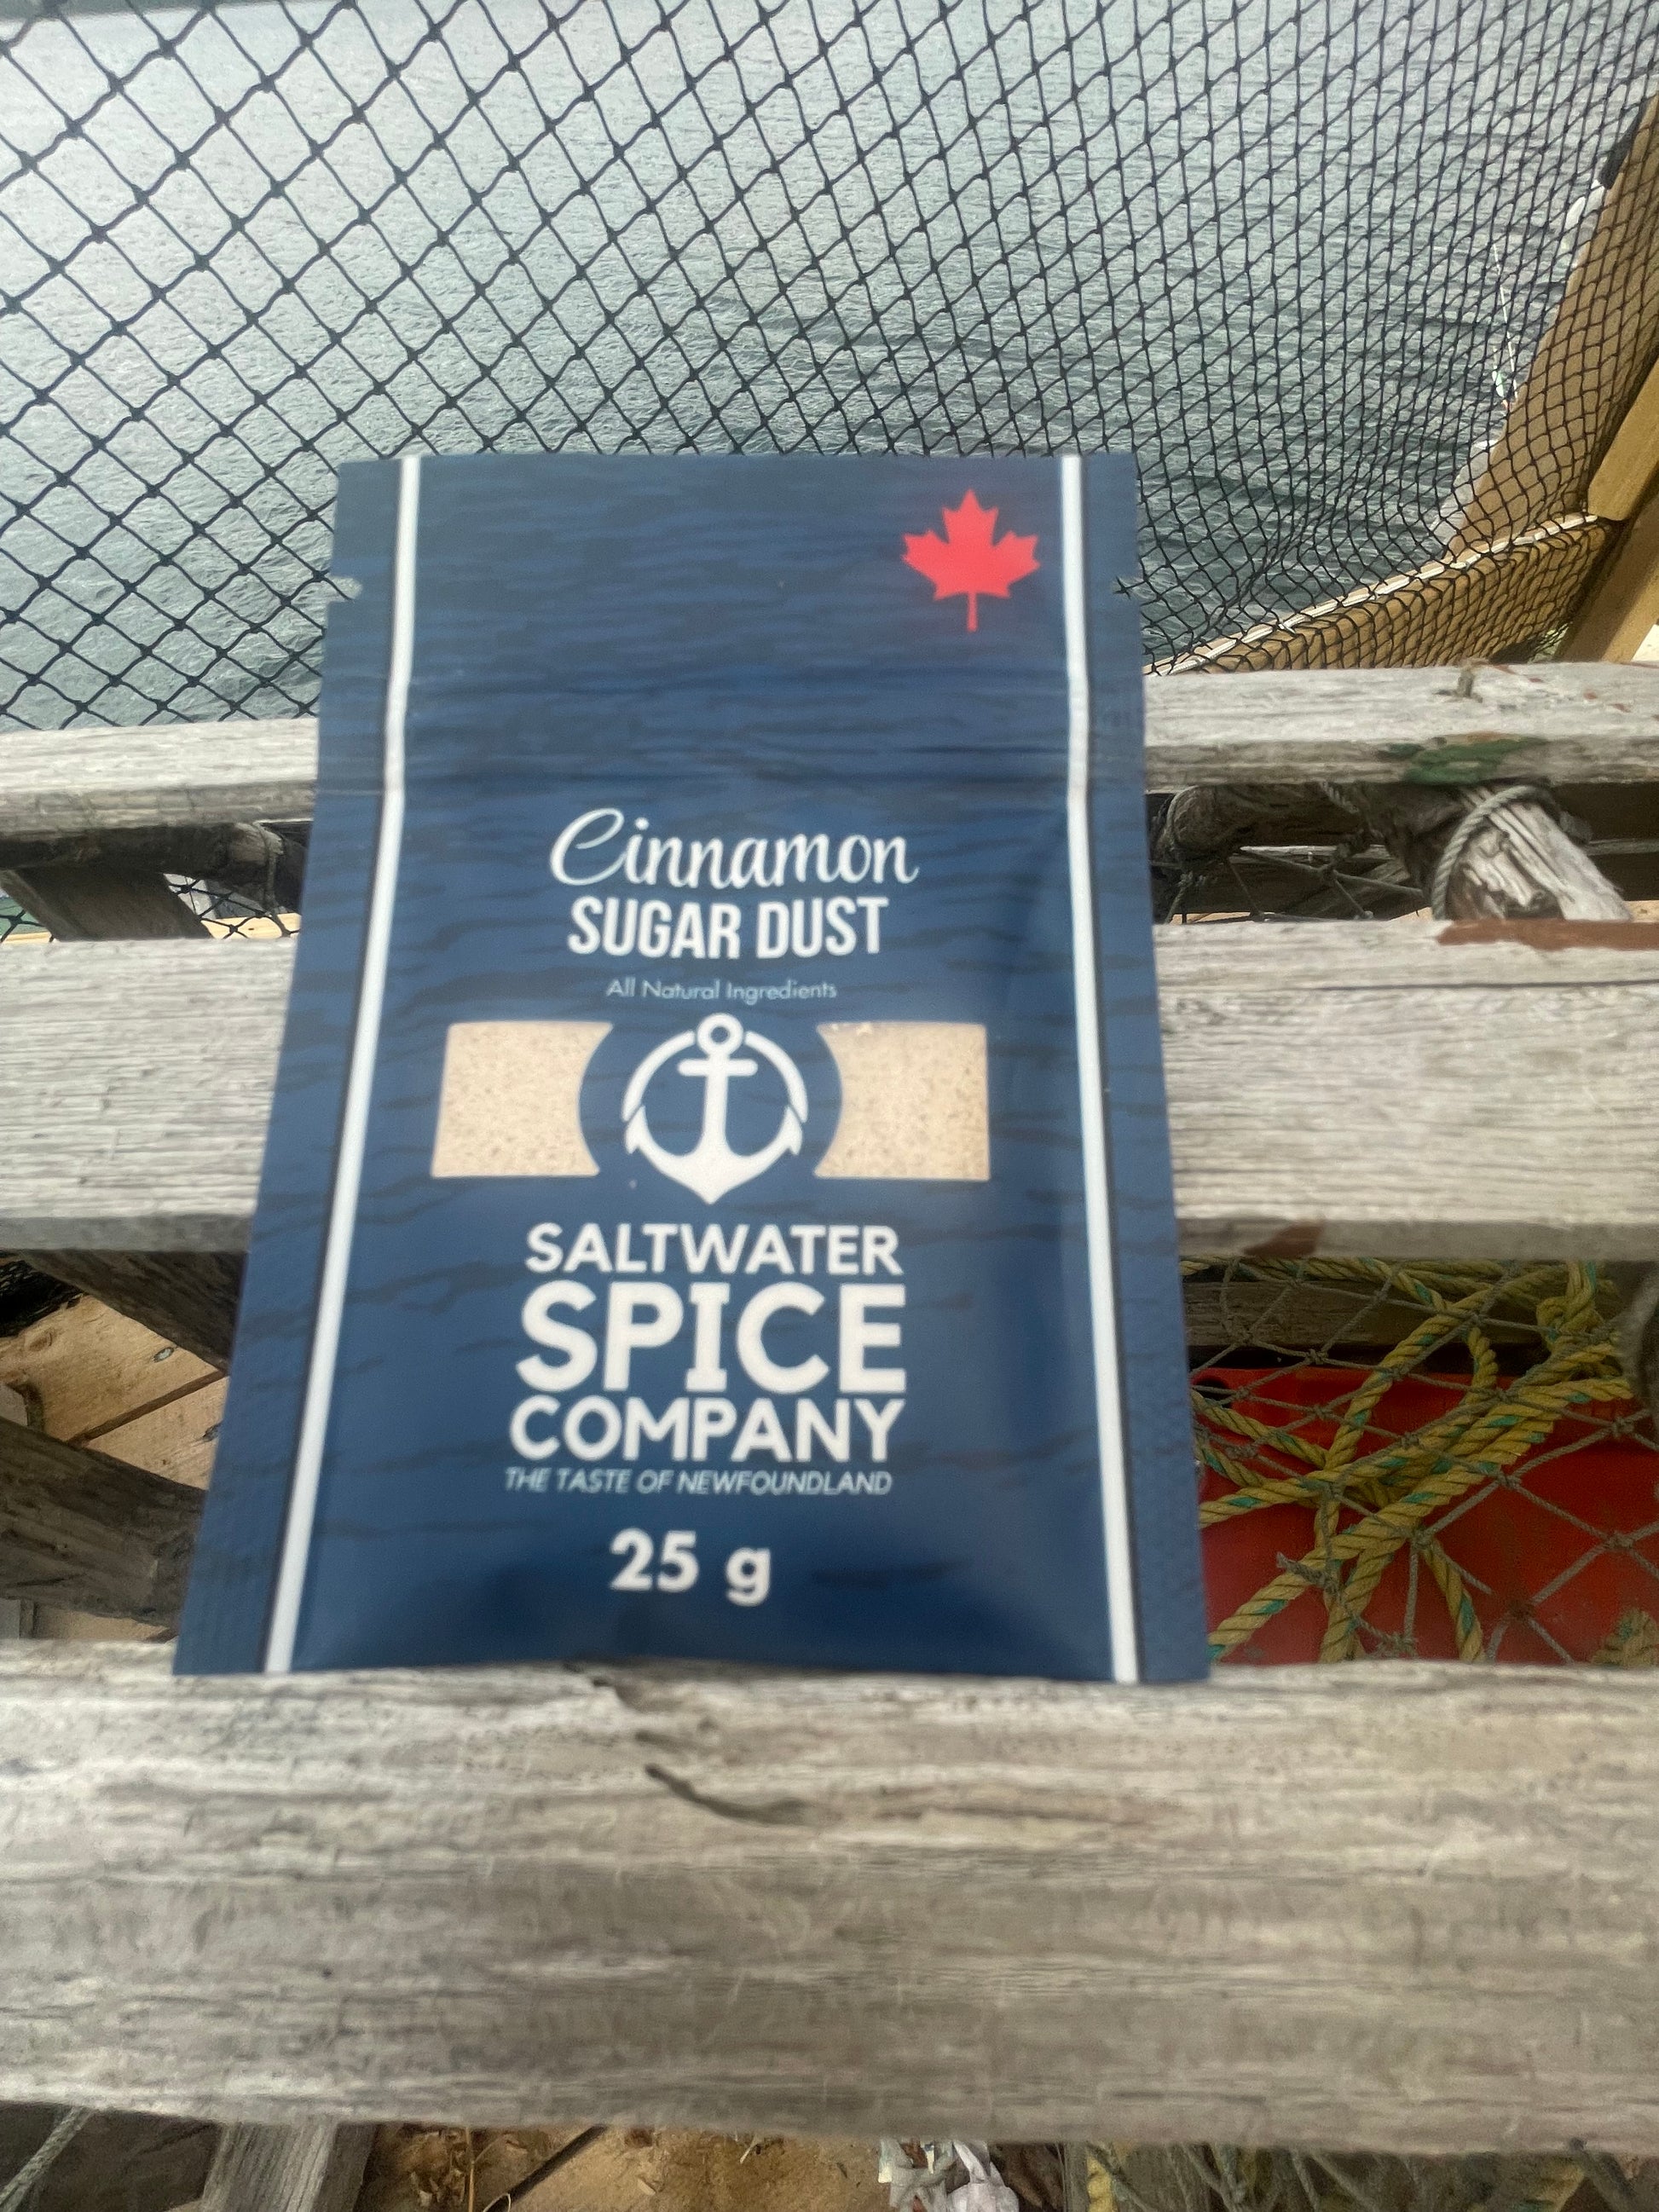 Cinnamon
SUGAR DUST
All Natural Ingredients
SALTWATER
SPICE
COMPANY
THE TASTE OF NEWFOUNDLAND
25 g